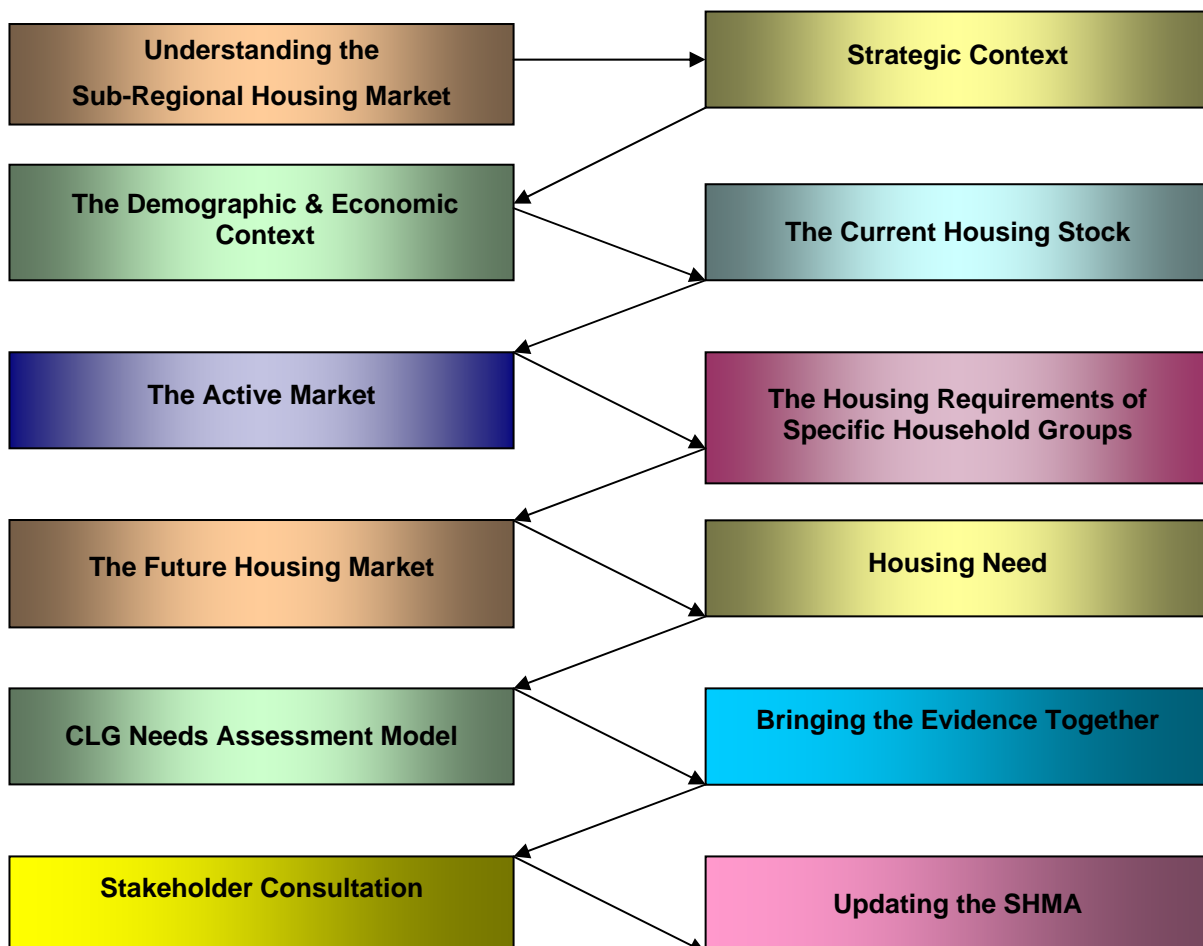 Understanding the
Sub-Regional Housing Market
Strategic Context
The Demographic & Economic
Context
The Current Housing Stock
The Active Market
The Housing Requirements of
Specific Household Groups
The Future Housing Market
Housing Need
CLG Needs Assessment Model
Bringing the Evidence Together
Stakeholder Consultation
Updating the SHMA